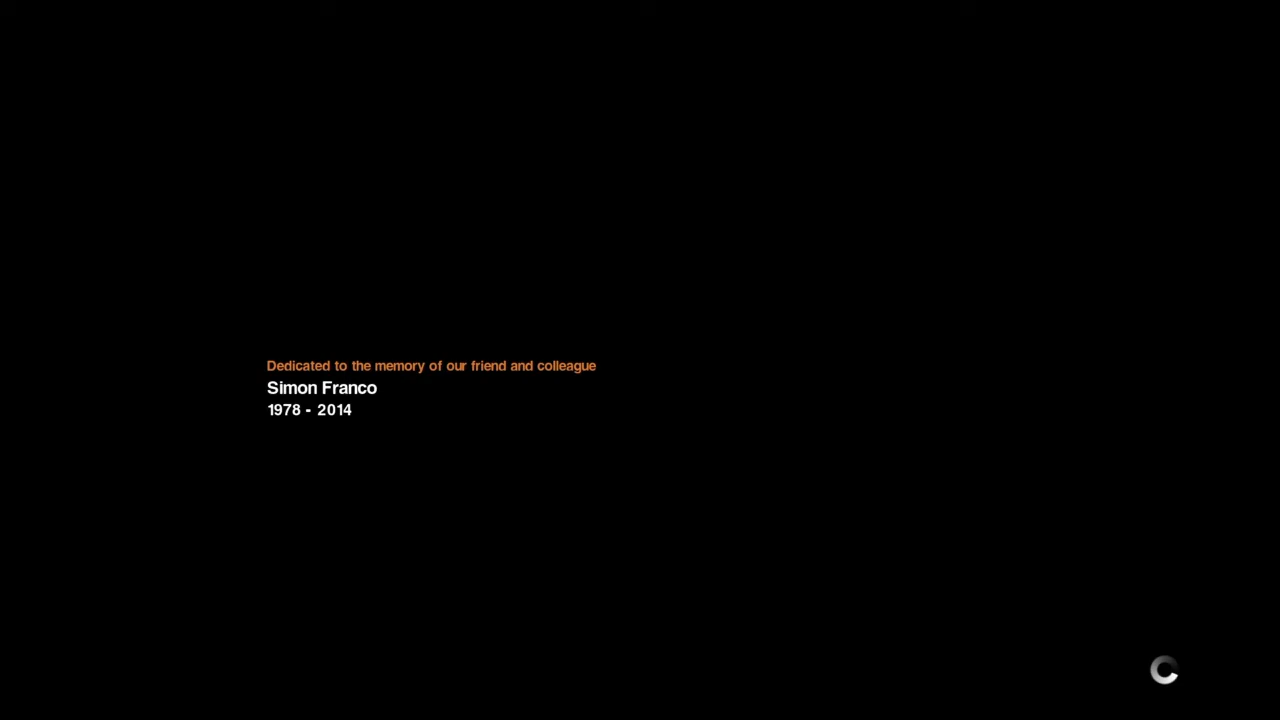 Dedicated to the memory of our friend and colleague
Simon Franco
1978 - 2014